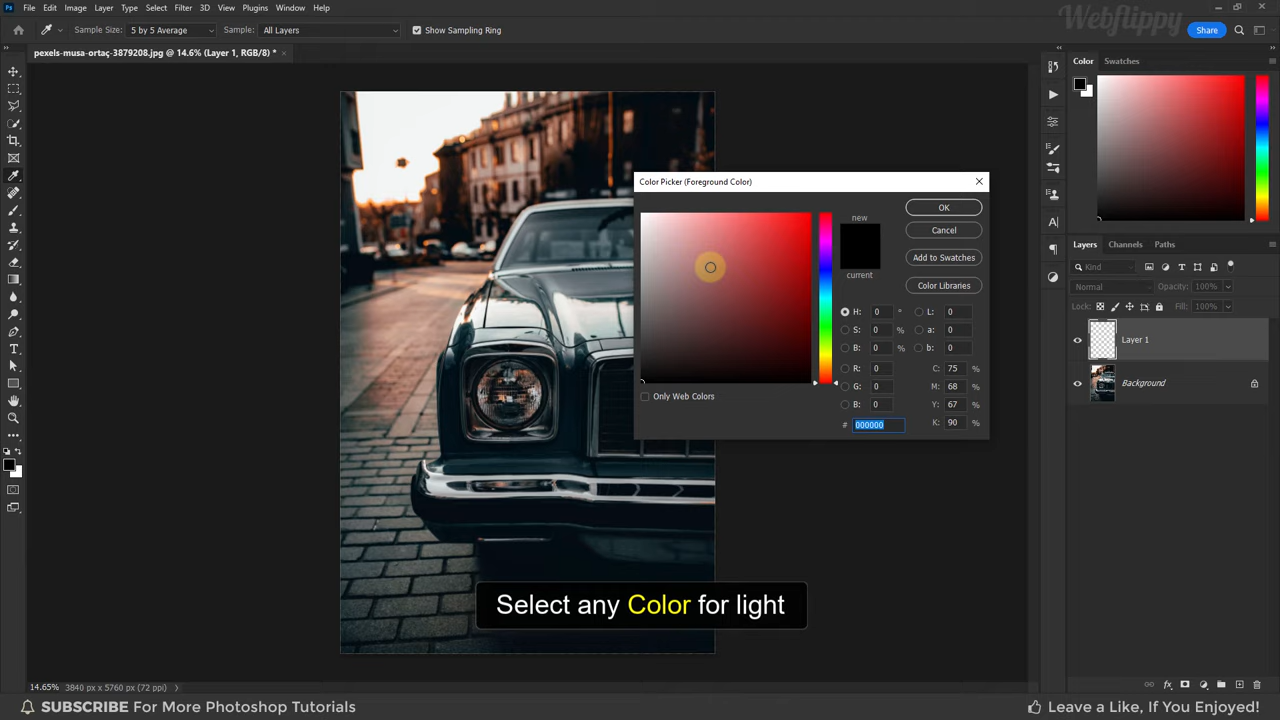 Ps File Edit Image Layer Type Select Filter 3D View Plugins Window Help
Webflippy
Sample Size: 5 by 5 Average Sample: All Layers Show Sampling Ring Share
pexels-musa-ortaç-3879208.jpg @ 14.6% (Layer 1, RGB/8) *
Color Swatches
Color Picker (Foreground Color)
new
current
OK
Cancel
Add to Swatches
Color Libraries
H: 0 ° L: 0
S: 0 % a: 0
B: 0 % b: 0
R: 0 C: 75 %
G: 0 M: 68 %
B: 0 Y: 67 %
# 000000 K: 90 %
Only Web Colors
Layers Channels Paths
Kind
Normal Opacity: 100%
Lock: Fill: 100%
Layer 1
Background
Select any Color for light
14.65% 3840 px x 5760 px (72 ppi)
SUBSCRIBE For More Photoshop Tutorials
Leave a Like, If You Enjoyed!